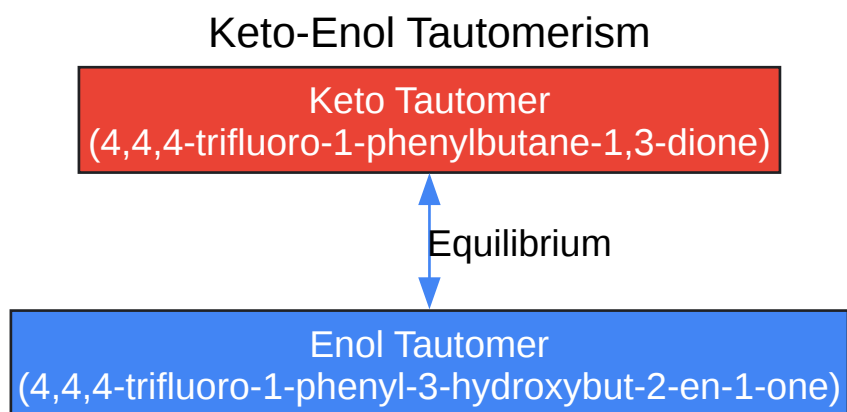 Keto-Enol Tautomerism
Keto Tautomer
(4,4,4-trifluoro-1-phenylbutane-1,3-dione)
Equilibrium
Enol Tautomer
(4,4,4-trifluoro-1-phenyl-3-hydroxybut-2-en-1-one)